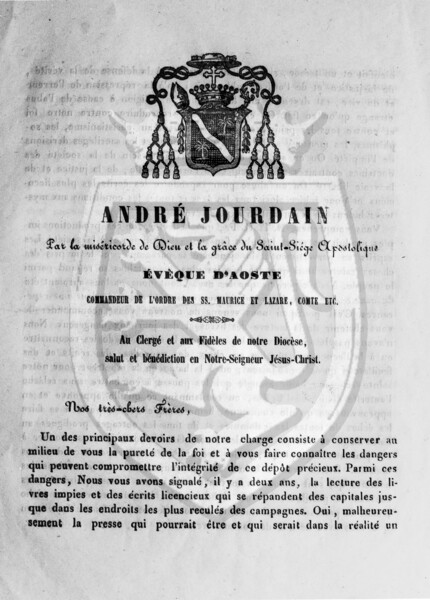 ANDRÉ JOURDAIN
Par la miséricorde de Dieu et la grâce du Saint-Siége Apostolique
ÉVÈQUE D'AOSTE
COMMANDEUR DE L'ORDRE DES SS. MAURICE ET LAZARE, COMTE ETC.
Au Clergé et aux Fidèles de notre Diocèse,
salut et bénédiction en Notre-Seigneur Jésus-Christ.
Nos très-chers Frères,
Un des principaux devoirs de notre charge consiste à conserver au
milieu de vous la pureté de la foi et à vous faire connaître les dangers
qui peuvent compromettre l'intégrité de ce dépôt précieux. Parmi ces
dangers, Nous vous avons signalé, il y a deux ans, la lecture des li-
vres impies et des écrits licencieux qui se répandent des capitales jus-
que dans les endroits les plus reculés des campagnes. Oui, malheureu-
sement la presse qui pourrait étre et qui serait dans la réalité un